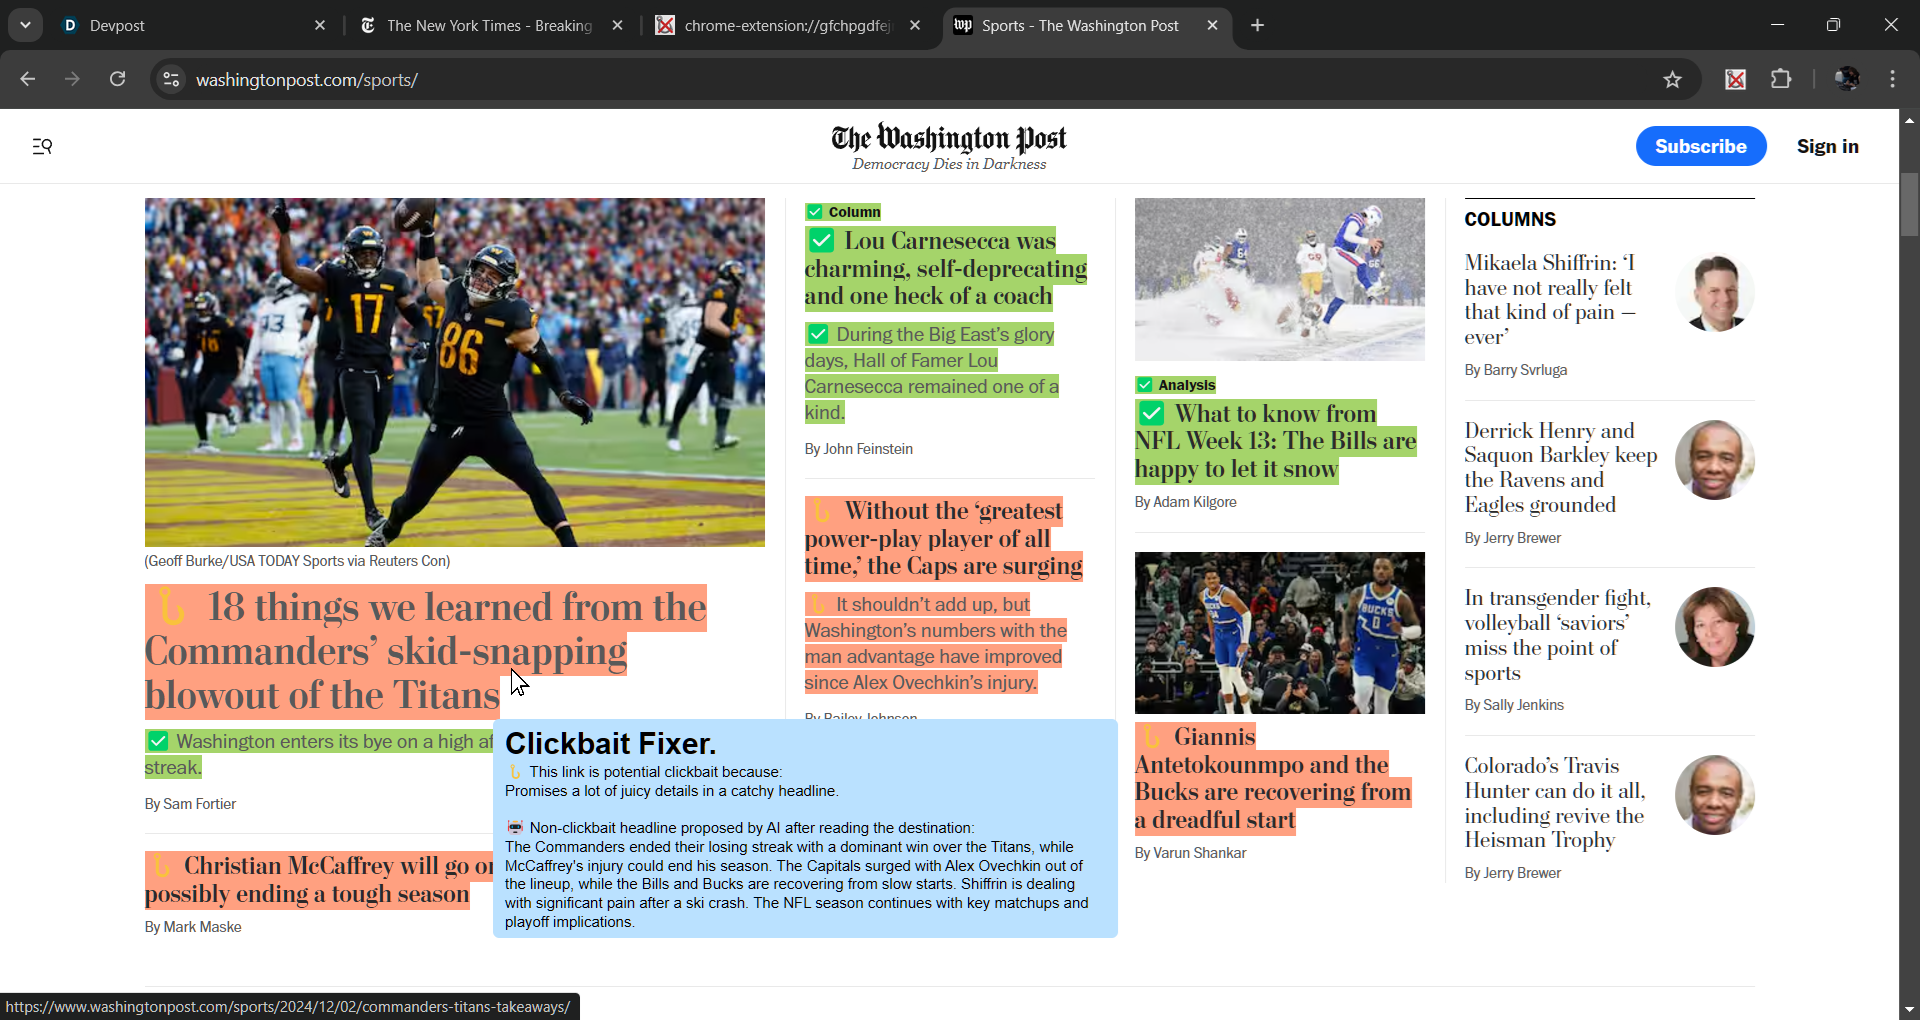 Devpost
The New York Times - Breaking
chrome-extension://gfchpgdfej
Sports - The Washington Post
washingtonpost.com/sports/
The Washington Post
Democracy Dies in Darkness
Subscribe
Sign in
(Geoff Burke/USA TODAY Sports via Reuters Con)
🪝 18 things we learned from the
Commanders’ skid-snapping
blowout of the Titans
✅ Washington enters its bye on a high af
streak.
By Sam Fortier
🪝 Christian McCaffrey will go on
possibly ending a tough season
By Mark Maske
✅ Column
✅ Lou Carnesecca was
charming, self-deprecating
and one heck of a coach
✅ During the Big East’s glory
days, Hall of Famer Lou
Carnesecca remained one of a
kind.
By John Feinstein
🪝 Without the ‘greatest
power-play player of all
time,’ the Caps are surging
🪝 It shouldn’t add up, but
Washington’s numbers with the
man advantage have improved
since Alex Ovechkin’s injury.
By Bailey Johnson
Clickbait Fixer.
🪝 This link is potential clickbait because:
Promises a lot of juicy details in a catchy headline.
🤖 Non-clickbait headline proposed by AI after reading the destination:
The Commanders ended their losing streak with a dominant win over the Titans, while
McCaffrey's injury could end his season. The Capitals surged with Alex Ovechkin out of
the lineup, while the Bills and Bucks are recovering from slow starts. Shiffrin is dealing
with significant pain after a ski crash. The NFL season continues with key matchups and
playoff implications.
✅ Analysis
✅ What to know from
NFL Week 13: The Bills are
happy to let it snow
By Adam Kilgore
🪝 Giannis
Antetokounmpo and the
Bucks are recovering from
a dreadful start
By Varun Shankar
COLUMNS
Mikaela Shiffrin: ‘I
have not really felt
that kind of pain —
ever’
By Barry Svrluga
Derrick Henry and
Saquon Barkley keep
the Ravens and
Eagles grounded
By Jerry Brewer
In transgender fight,
volleyball ‘saviors’
miss the point of
sports
By Sally Jenkins
Colorado’s Travis
Hunter can do it all,
including revive the
Heisman Trophy
By Jerry Brewer
https://www.washingtonpost.com/sports/2024/12/02/commanders-titans-takeaways/